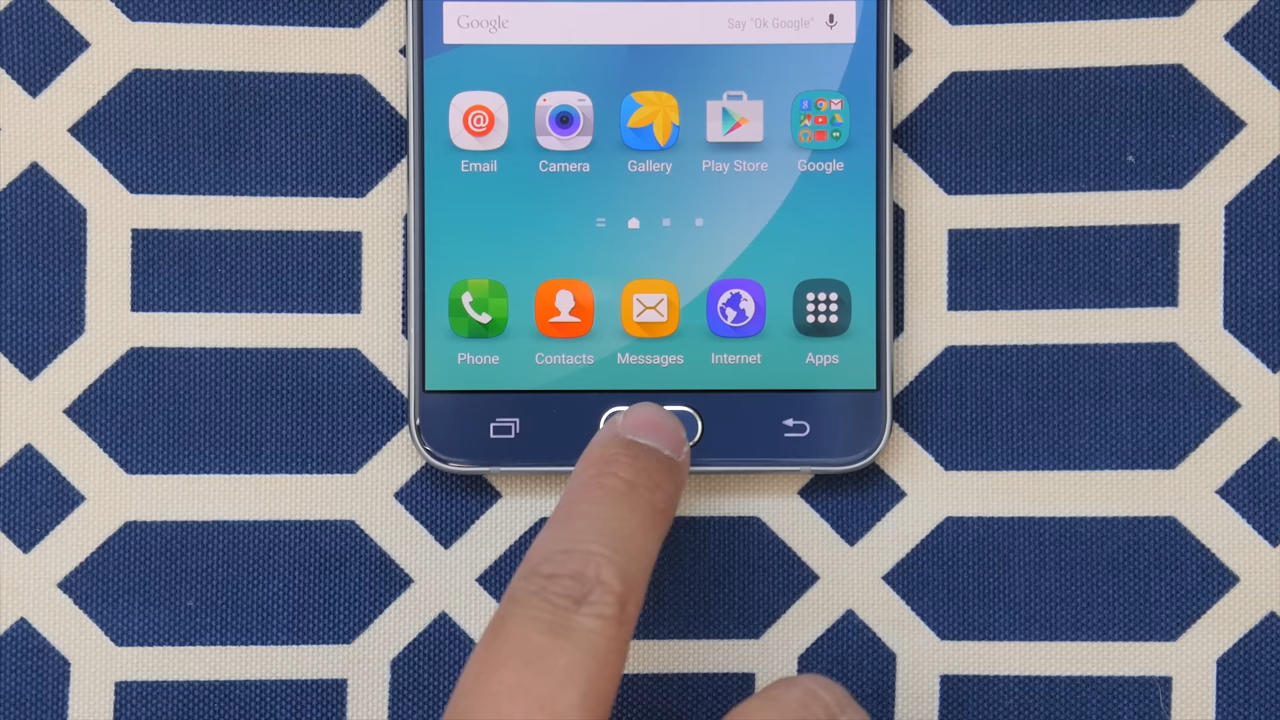 Google Say "Ok Google"
Email Camera Gallery Play Store Google
Phone Contacts Messages Internet Apps